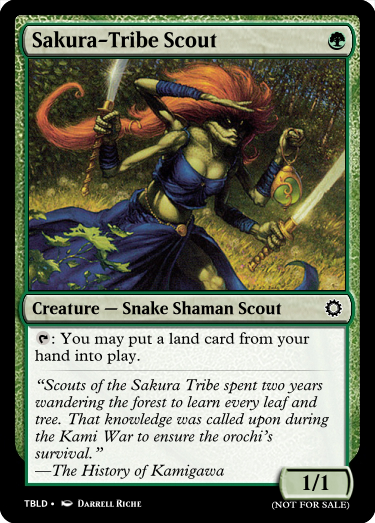 Sakura-Tribe Scout
Creature — Snake Shaman Scout
: You may put a land card from your
hand into play.
“Scouts of the Sakura Tribe spent two years
wandering the forest to learn every leaf and
tree. That knowledge was called upon during
the Kami War to ensure the orochi’s
survival.”
—The History of Kamigawa
1/1
TBLD • Darrell Riche
(NOT FOR SALE)